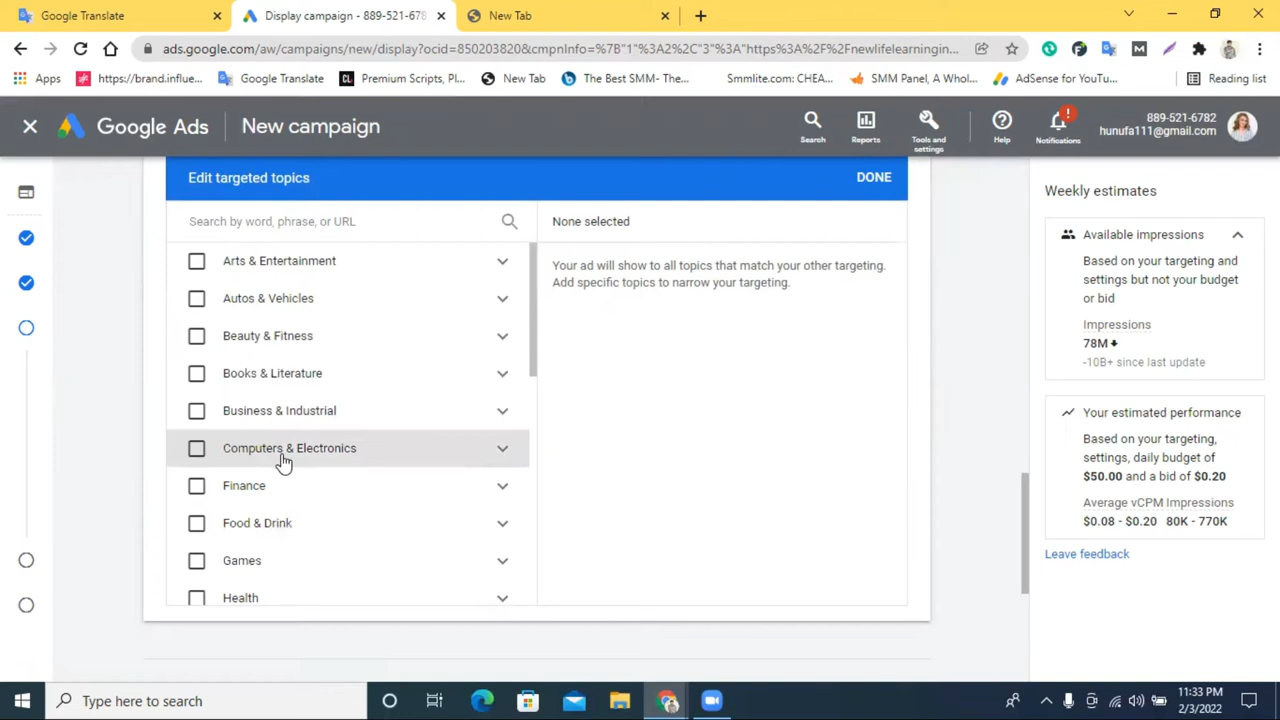 Google Translate
Display campaign - 889-521-678
New Tab
ads.google.com/aw/campaigns/new/display?ocid=850203820&cmpnInfo=%7B"1"%3A2%2C"3"%3A"https%3A%2F%2Fnewlifelearningin...
Apps
https://brand.influe...
Google Translate
Premium Scripts, Pl...
New Tab
The Best SMM- The...
Smmlite.com: CHEA...
SMM Panel, A Whol...
AdSense for YouTu...
Reading list
Google Ads
New campaign
Search
Reports
Tools and
settings
Help
Notifications
889-521-6782
hunufa111@gmail.com
Edit targeted topics
DONE
Search by word, phrase, or URL
None selected
Arts & Entertainment
Autos & Vehicles
Beauty & Fitness
Books & Literature
Business & Industrial
Computers & Electronics
Finance
Food & Drink
Games
Health
Your ad will show to all topics that match your other targeting.
Add specific topics to narrow your targeting.
Weekly estimates
Available impressions
Based on your targeting and
settings but not your budget
or bid
Impressions
78M
-10B+ since last update
Your estimated performance
Based on your targeting,
settings, daily budget of
$50.00 and a bid of $0.20
Average vCPM Impressions
$0.08 - $0.20 80K - 770K
Leave feedback
Type here to search
11:33 PM
2/3/2022